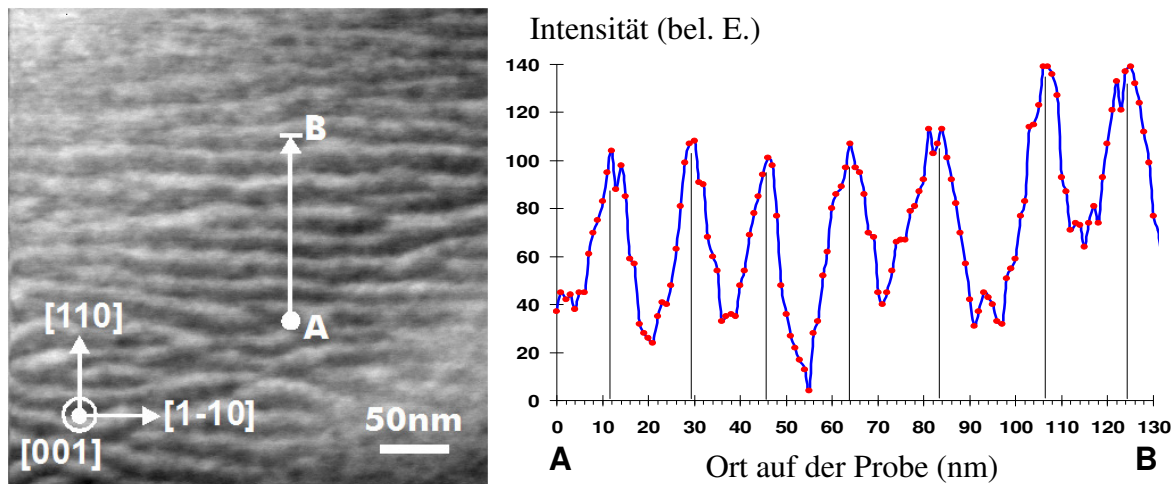 B
A
[110]
[1-10]
[001]
50nm
Intensität (bel. E.)
140
120
100
80
60
40
20
0
0 10 20 30 40 50 60 70 80 90 100 110 120 130
A Ort auf der Probe (nm) B